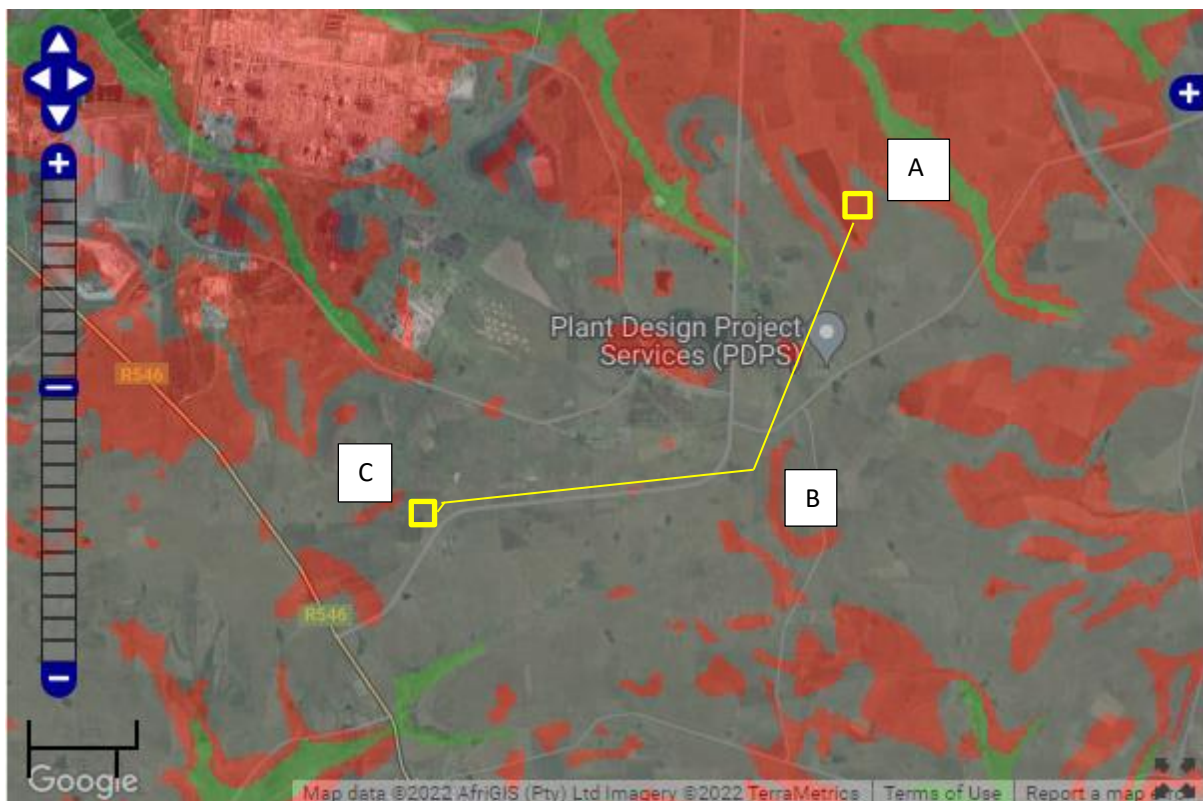 A
Plant Design Project
Services (PDPS)
R546
C
B
R546
Google
Map data ©2022 AfriGIS (Pty) Ltd Imagery ©2022 TerraMetrics
Terms of Use
Report a map